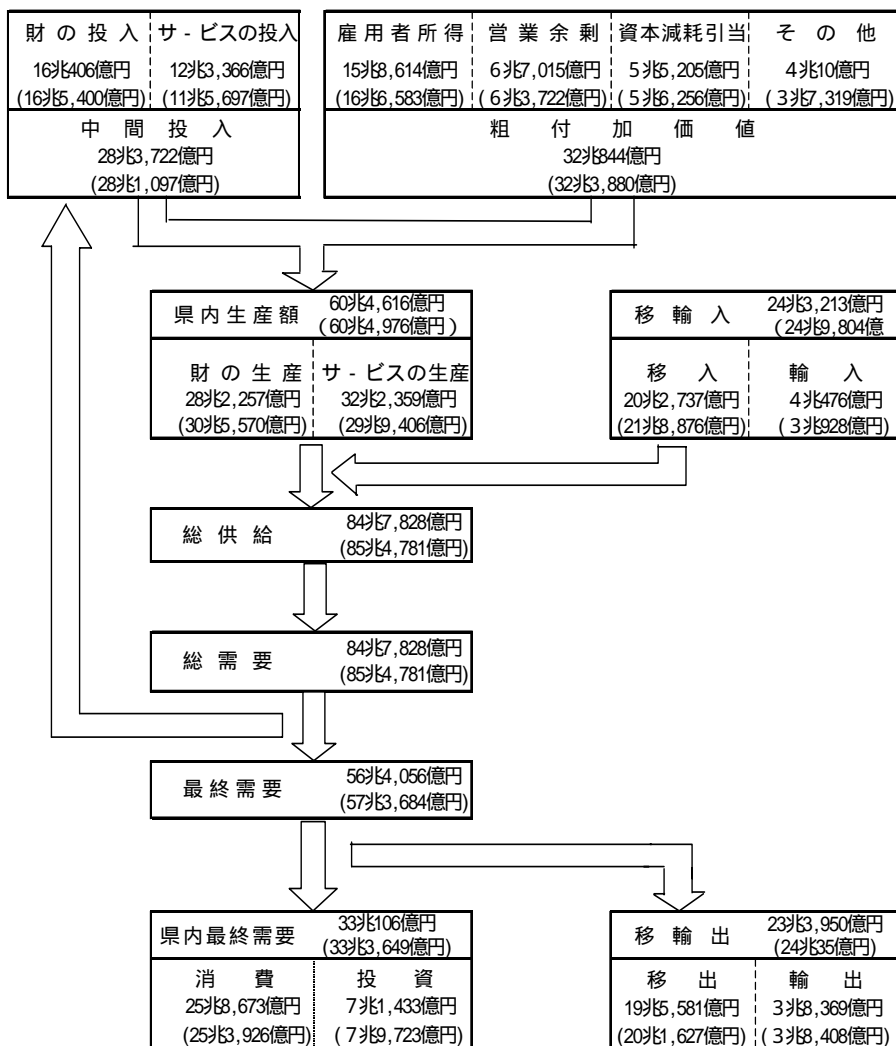 財の投入 サ-ビスの投入
16兆406億円 12兆3,366億円
(16兆5,400億円) (11兆5,697億円)
中間投入
28兆3,722億円
(28兆1,097億円)
雇用者所得 営業余剰 資本減耗引当 その他
15兆8,614億円 6兆7,015億円 5兆5,205億円 4兆10億円
(16兆6,583億円) (6兆3,722億円) (5兆6,256億円) (3兆7,319億円)
粗付加価値
32兆844億円
(32兆3,880億円)
県内生産額 60兆4,616億円
(60兆4,976億円)
財の生産 サ-ビスの生産
28兆2,257億円 32兆2,359億円
(30兆5,570億円) (29兆9,406億円)
移輸入 24兆3,213億円
(24兆9,804億
移入 輸入
20兆2,737億円 4兆476億円
(21兆8,876億円) (3兆928億円)
総供給 84兆7,828億円
(85兆4,781億円)
総需要 84兆7,828億円
(85兆4,781億円)
最終需要 56兆4,056億円
(57兆3,684億円)
県内最終需要 33兆106億円
(33兆3,649億円)
消費 投資
25兆8,673億円 7兆1,433億円
(25兆3,926億円) (7兆9,723億円)
移輸出 23兆3,950億円
(24兆35億円)
移出 輸出
19兆5,581億円 3兆8,369億円
(20兆1,627億円) (3兆8,408億円)